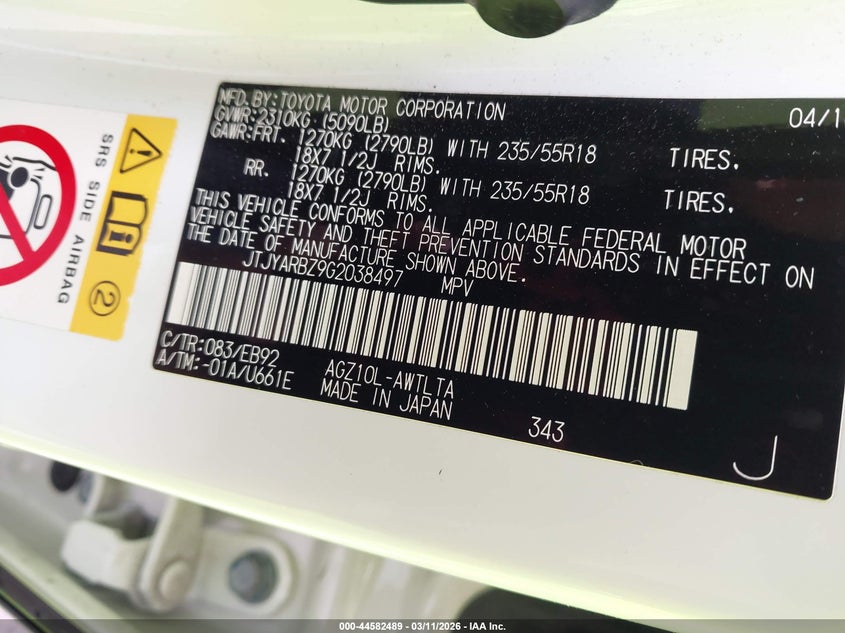 MFD.BY:TOYOTA MOTOR CORPORATION 04/1
GVWR:2310KG (5090LB)
GAWR:FRT. 1270KG (2790LB) WITH 235/55R18 TIRES.
18X7 1/2J RIMS.
RR. 1270KG (2790LB) WITH 235/55R18 TIRES.
18X7 1/2J RIMS.
THIS VEHICLE CONFORMS TO ALL APPLICABLE FEDERAL MOTOR
VEHICLE SAFETY AND THEFT PREVENTION STANDARDS IN EFFECT ON
THE DATE OF MANUFACTURE SHOWN ABOVE.
JTJYARBZ9G2038497 MPV
C/TR:083/EB92 AGZ10L-AWTLTA
A/TM:-01A/U661E MADE IN JAPAN
343
J
SRS SIDE AIRBAG
2
000-44582489 - 03/11/2026 - IAA Inc.